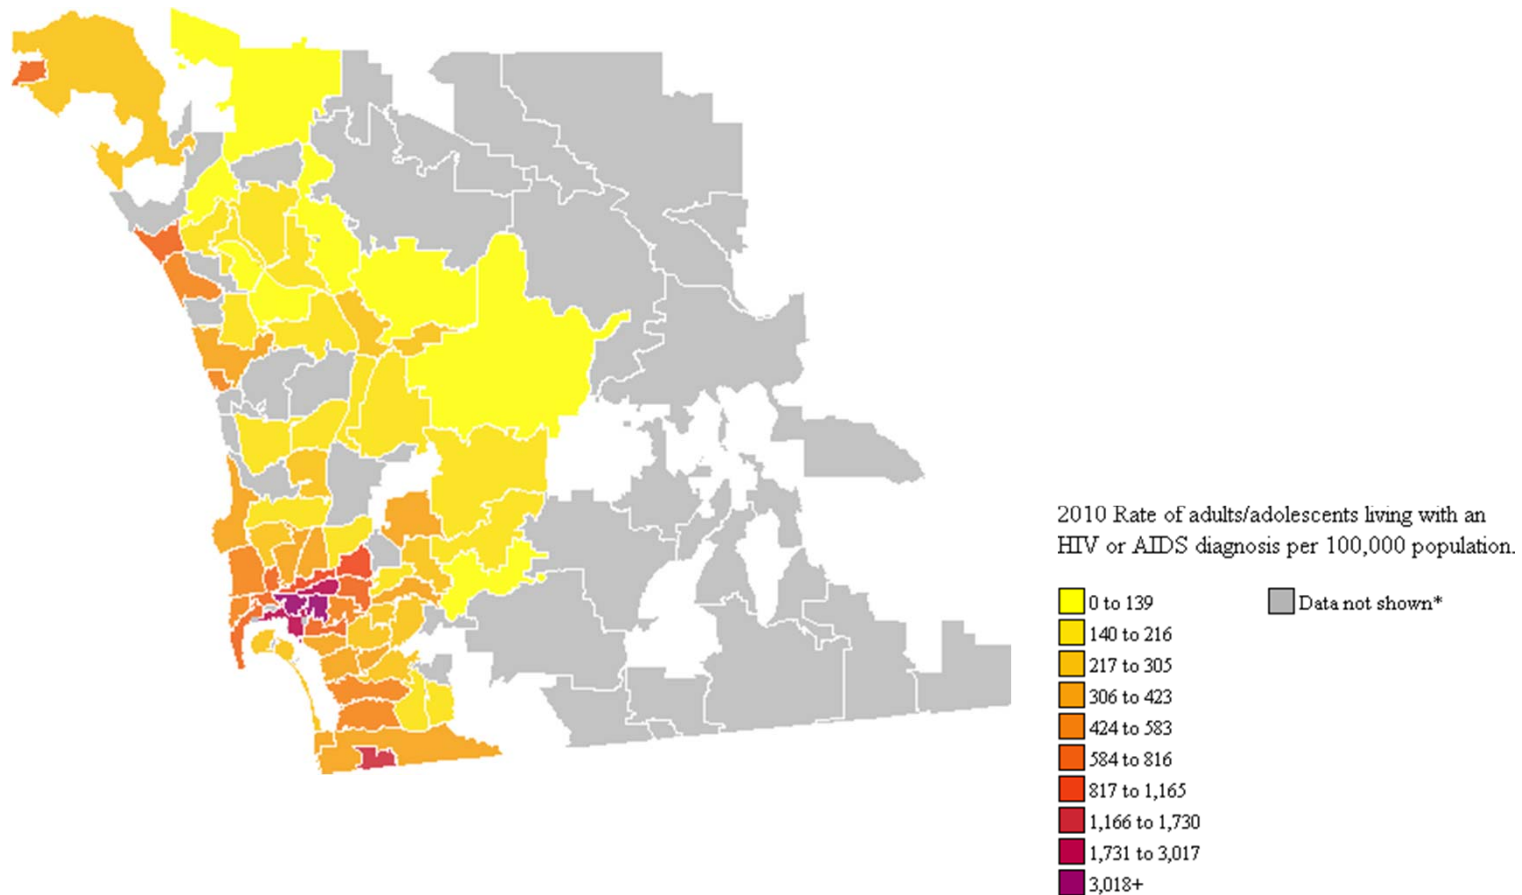 2010 Rate of adults/adolescents living with an
HIV or AIDS diagnosis per 100,000 population.
0 to 139
Data not shown*
140 to 216
217 to 305
306 to 423
424 to 583
584 to 816
817 to 1,165
1,166 to 1,730
1,731 to 3,017
3,018+